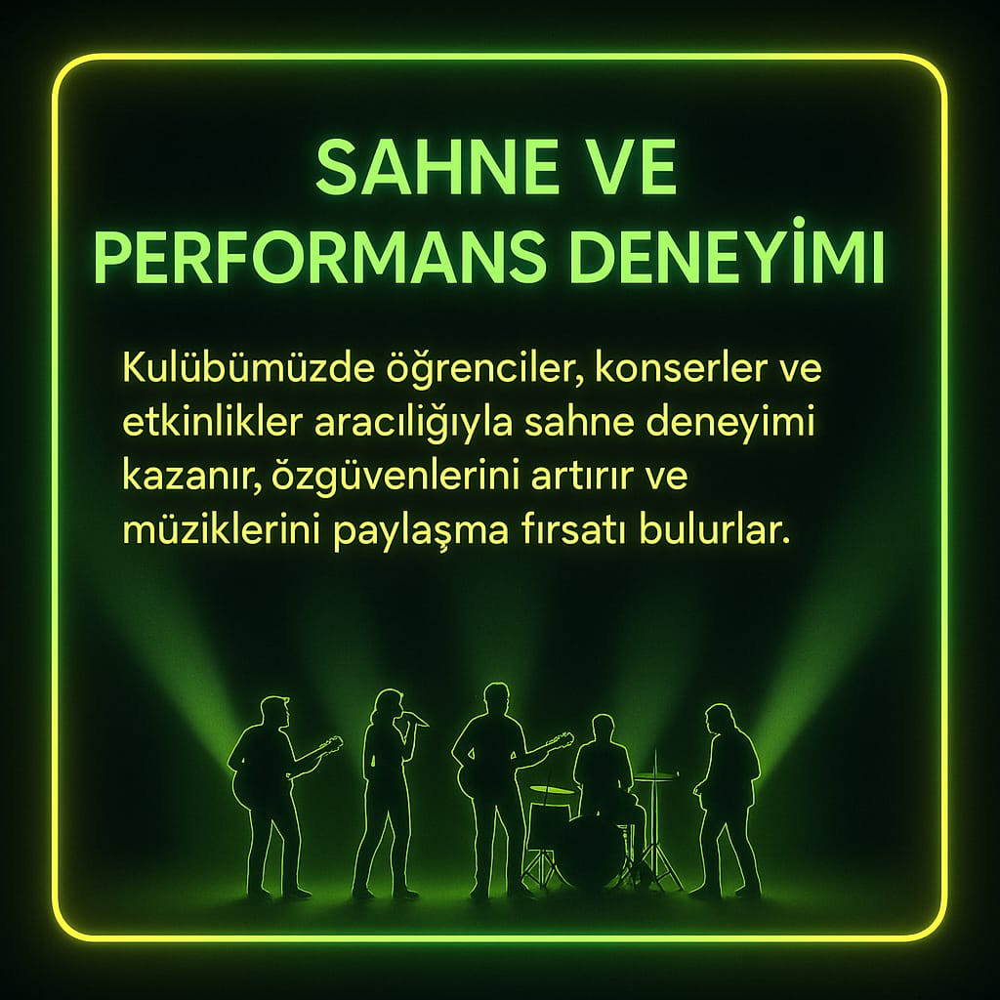 SAHNE VE
PERFORMANS DENEYİMI
Kulübümüzde öğrenciler, konserler ve
etkinlikler aracıliğıyla sahne deneyimi
kazanır, özgüvenlerini artırır ve
müziklerini paylaşma fırsatı bulurlar.